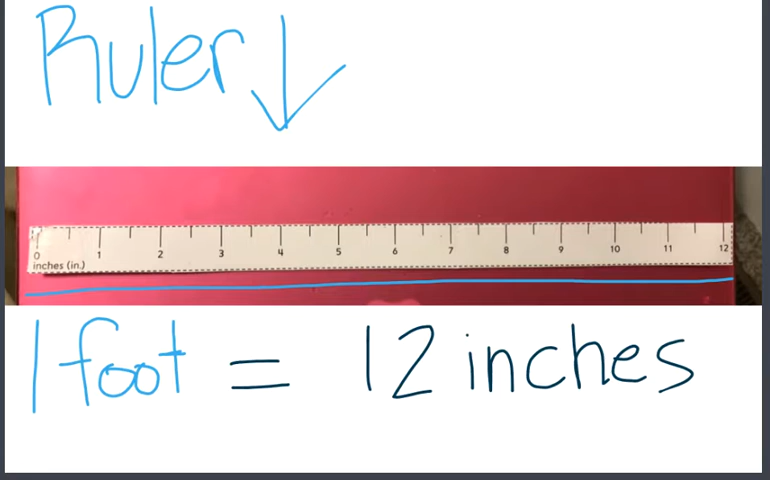 Ruler ↓
0 1 2 3 4 5 6 7 8 9 10 11 12
inches (in.)
1 foot = 12 inches